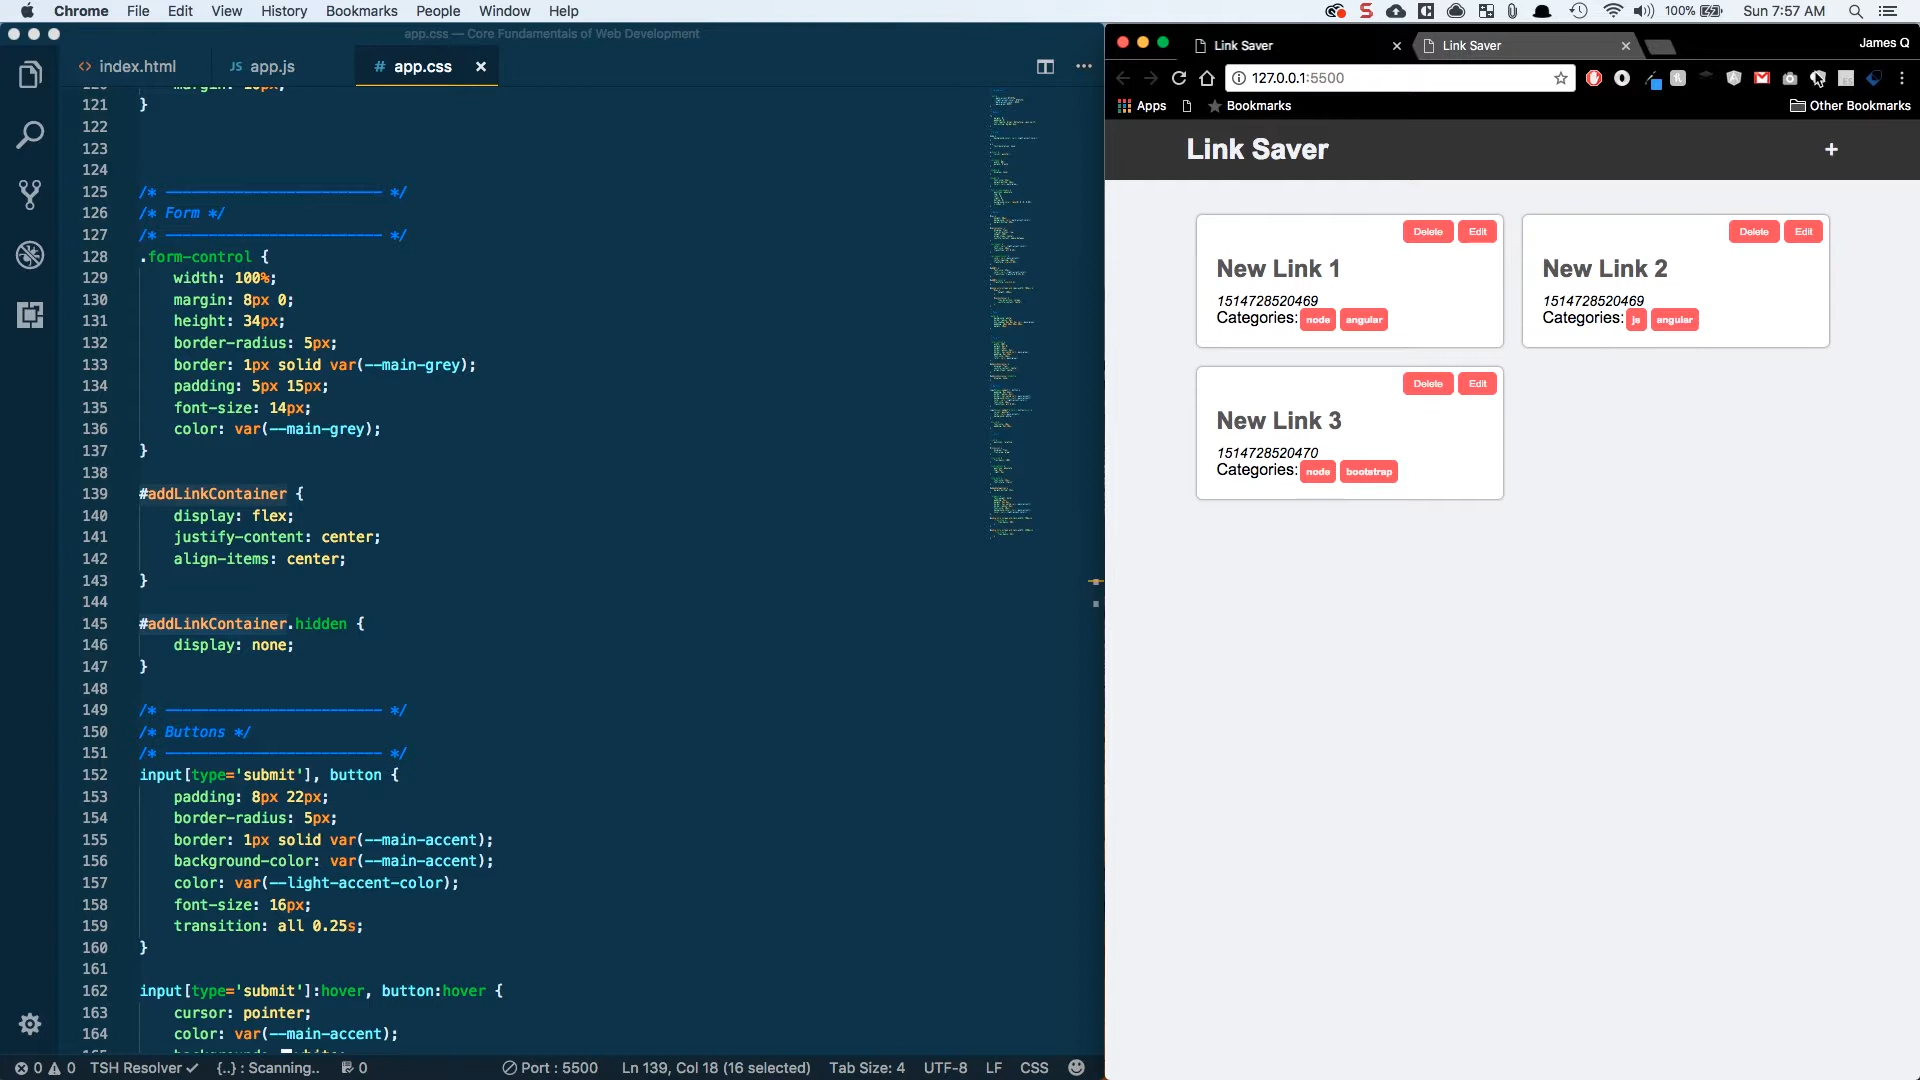 Chrome File Edit View History Bookmarks People Window Help 100% Sun 7:57 AM
app.css — Core Fundamentals of Web Development
<> index.html JS app.js # app.css ×
121 }
122
123
124
125 /* ————————————————————————— */
126 /* Form */
127 /* ————————————————————————— */
128 .form-control {
129 width: 100%;
130 margin: 8px 0;
131 height: 34px;
132 border-radius: 5px;
133 border: 1px solid var(--main-grey);
134 padding: 5px 15px;
135 font-size: 14px;
136 color: var(--main-grey);
137 }
138
139 #addLinkContainer {
140 display: flex;
141 justify-content: center;
142 align-items: center;
143 }
144
145 #addLinkContainer.hidden {
146 display: none;
147 }
148
149 /* ————————————————————————— */
150 /* Buttons */
151 /* ————————————————————————— */
152 input[type='submit'], button {
153 padding: 8px 22px;
154 border-radius: 5px;
155 border: 1px solid var(--main-accent);
156 background-color: var(--main-accent);
157 color: var(--light-accent-color);
158 font-size: 16px;
159 transition: all 0.25s;
160 }
161
162 input[type='submit']:hover, button:hover {
163 cursor: pointer;
164 color: var(--main-accent);
0 0 TSH Resolver ✓ {..} : Scanning.. 0 Port : 5500 Ln 139, Col 18 (16 selected) Tab Size: 4 UTF-8 LF CSS
Link Saver × Link Saver × James Q
127.0.0.1:5500
Apps Bookmarks Other Bookmarks
Link Saver +
Delete Edit
New Link 1
1514728520469
Categories: node angular
Delete Edit
New Link 2
1514728520469
Categories: js angular
Delete Edit
New Link 3
1514728520470
Categories: node bootstrap